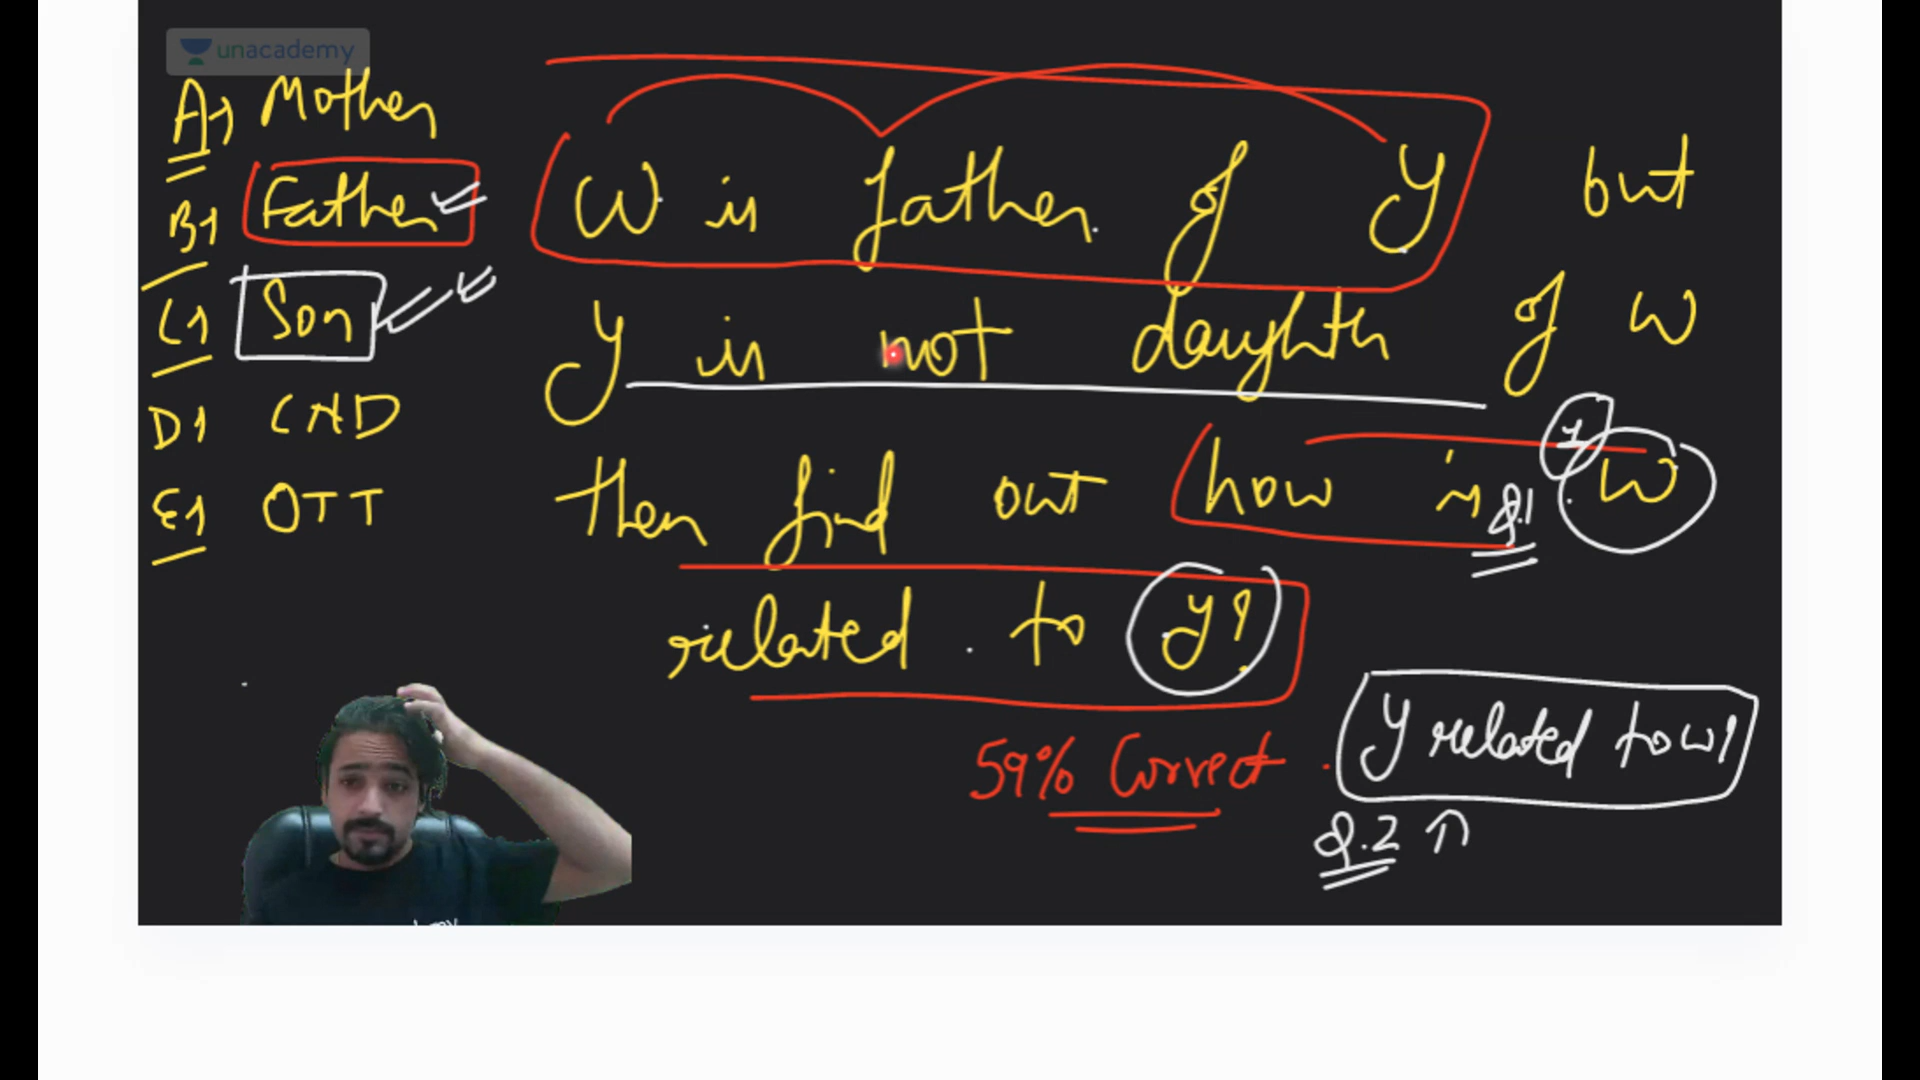 unacademy
A) Mother
B) Father
C) Son
D) CND
E) OTT
W is father of Y but
Y is not daughter of W
then find out how is W
Y
Q.1
related to Y?
59% Correct
Y related to W?
Q.2